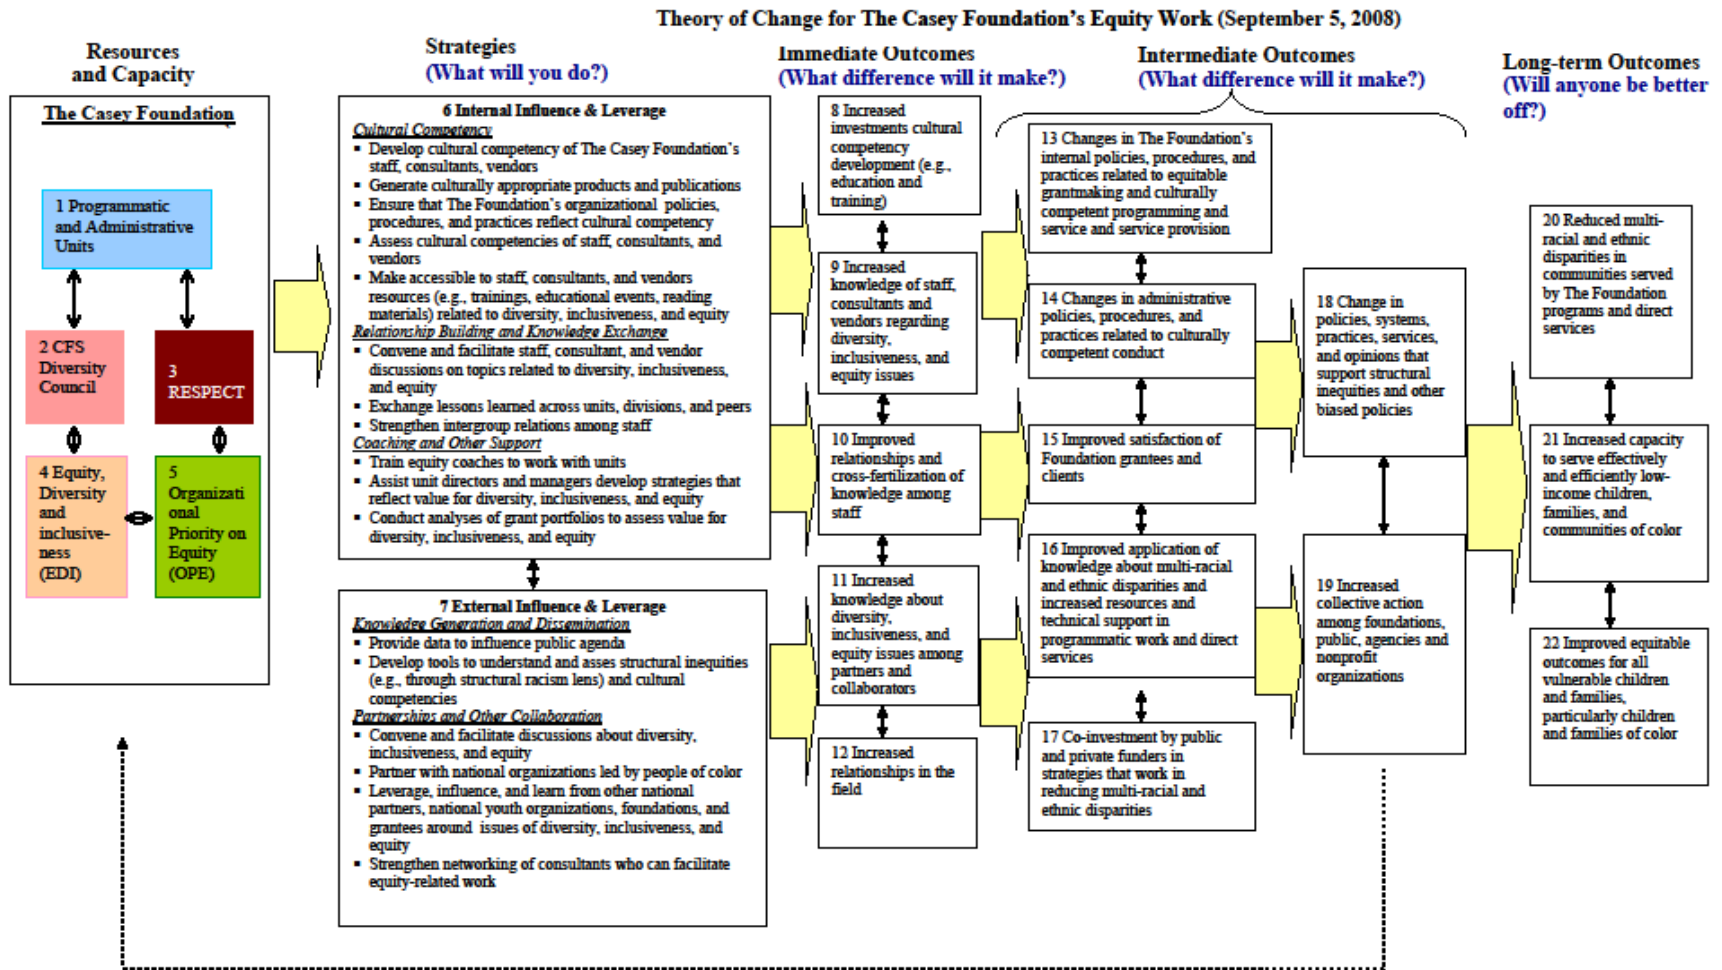 Theory of Change for The Casey Foundation's Equity Work (September 5, 2008)
Resources
and Capacity
The Casey Foundation
1 Programmatic
and Administrative
Units
2 CFS
Diversity
Council
3
RESPECT
4 Equity,
Diversity
and
inclusive-
ness
(EDI)
5
Organizati
onal
Priority on
Equity
(OPE)
Strategies
(What will you do?)
6 Internal Influence & Leverage
Cultural Competency
▪ Develop cultural competency of The Casey Foundation's
staff, consultants, vendors
▪ Generate culturally appropriate products and publications
▪ Ensure that The Foundation's organizational policies,
procedures, and practices reflect cultural competency
▪ Assess cultural competencies of staff, consultants, and
vendors
▪ Make accessible to staff, consultants, and vendors
resources (e.g., trainings, educational events, reading
materials) related to diversity, inclusiveness, and equity
Relationship Building and Knowledge Exchange
▪ Convene and facilitate staff, consultant, and vendor
discussions on topics related to diversity, inclusiveness,
and equity
▪ Exchange lessons learned across units, divisions, and peers
▪ Strengthen intergroup relations among staff
Coaching and Other Support
▪ Train equity coaches to work with units
▪ Assist unit directors and managers develop strategies that
reflect value for diversity, inclusiveness, and equity
▪ Conduct analyses of grant portfolios to assess value for
diversity, inclusiveness, and equity
7 External Influence & Leverage
Knowledge Generation and Dissemination
▪ Provide data to influence public agenda
▪ Develop tools to understand and asses structural inequities
(e.g., through structural racism lens) and cultural
competencies
Partnerships and Other Collaboration
▪ Convene and facilitate discussions about diversity,
inclusiveness, and equity
▪ Partner with national organizations led by people of color
▪ Leverage, influence, and learn from other national
partners, national youth organizations, foundations, and
grantees around issues of diversity, inclusiveness, and
equity
▪ Strengthen networking of consultants who can facilitate
equity-related work
Immediate Outcomes
(What difference will it make?)
8 Increased
investments cultural
competency
development (e.g.,
education and
training)
9 Increased
knowledge of staff,
consultants and
vendors regarding
diversity,
inclusiveness, and
equity issues
10 Improved
relationships and
cross-fertilization of
knowledge among
staff
11 Increased
knowledge about
diversity,
inclusiveness, and
equity issues among
partners and
collaborators
12 Increased
relationships in the
field
Intermediate Outcomes
(What difference will it make?)
13 Changes in The Foundation's
internal policies, procedures, and
practices related to equitable
grantmaking and culturally
competent programming and
service and service provision
14 Changes in administrative
policies, procedures, and
practices related to culturally
competent conduct
15 Improved satisfaction of
Foundation grantees and
clients
16 Improved application of
knowledge about multi-racial
and ethnic disparities and
increased resources and
technical support in
programmatic work and direct
services
17 Co-investment by public
and private funders in
strategies that work in
reducing multi-racial and
ethnic disparities
18 Change in
policies, systems,
practices, services,
and opinions that
support structural
inequities and other
biased policies
19 Increased
collective action
among foundations,
public, agencies and
nonprofit
organizations
Long-term Outcomes
(Will anyone be better
off?)
20 Reduced multi-
racial and ethnic
disparities in
communities served
by The Foundation
programs and direct
services
21 Increased capacity
to serve effectively
and efficiently low-
income children,
families, and
communities of color
22 Improved equitable
outcomes for all
vulnerable children
and families,
particularly children
and families of color